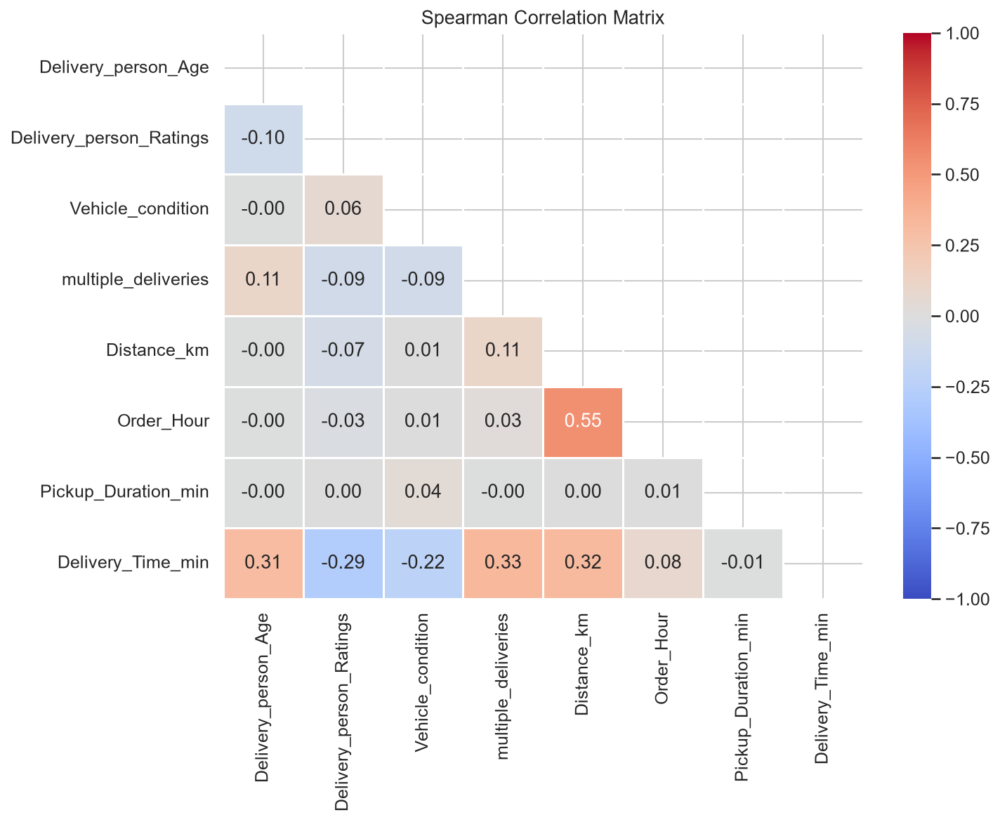 Spearman Correlation Matrix
Delivery_person_Age
Delivery_person_Ratings -0.10
Vehicle_condition -0.00 0.06
multiple_deliveries 0.11 -0.09 -0.09
Distance_km -0.00 -0.07 0.01 0.11
Order_Hour -0.00 -0.03 0.01 0.03 0.55
Pickup_Duration_min -0.00 0.00 0.04 -0.00 0.00 0.01
Delivery_Time_min 0.31 -0.29 -0.22 0.33 0.32 0.08 -0.01
Delivery_person_Age
Delivery_person_Ratings
Vehicle_condition
multiple_deliveries
Distance_km
Order_Hour
Pickup_Duration_min
Delivery_Time_min
1.00
0.75
0.50
0.25
0.00
−0.25
−0.50
−0.75
−1.00